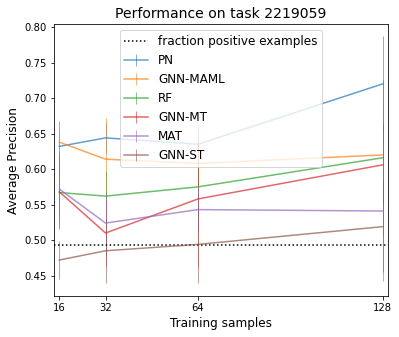 Performance on task 2219059
0.80
0.75
0.70
0.65
0.60
0.55
0.50
0.45
Average Precision
fraction positive examples
PN
GNN-MAML
RF
GNN-MT
MAT
GNN-ST
16 32 64 128
Training samples